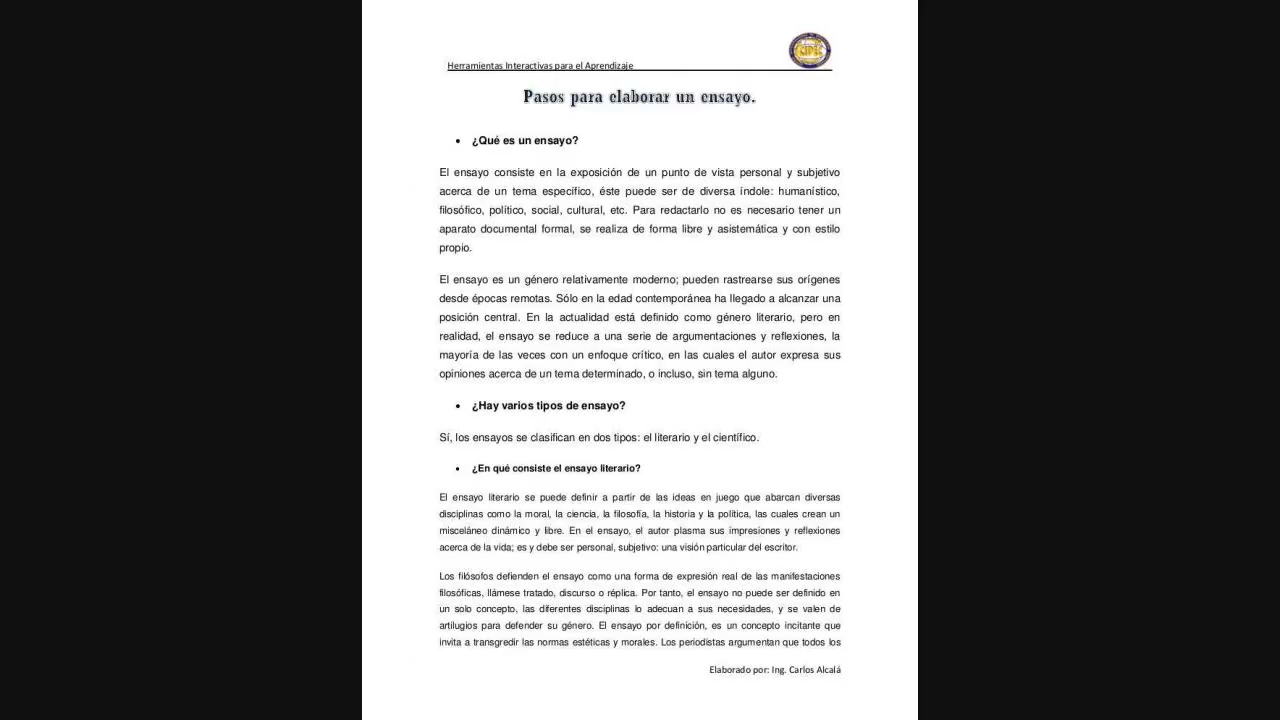 Herramientas Interactivas para el Aprendizaje
Pasos para elaborar un ensayo.
• ¿Qué es un ensayo?
El ensayo consiste en la exposición de un punto de vista personal y subjetivo
acerca de un tema específico, éste puede ser de diversa índole: humanístico,
filosófico, político, social, cultural, etc. Para redactarlo no es necesario tener un
aparato documental formal, se realiza de forma libre y asistemática y con estilo
propio.
El ensayo es un género relativamente moderno; pueden rastrearse sus orígenes
desde épocas remotas. Sólo en la edad contemporánea ha llegado a alcanzar una
posición central. En la actualidad está definido como género literario, pero en
realidad, el ensayo se reduce a una serie de argumentaciones y reflexiones, la
mayoría de las veces con un enfoque crítico, en las cuales el autor expresa sus
opiniones acerca de un tema determinado, o incluso, sin tema alguno.
• ¿Hay varios tipos de ensayo?
Sí, los ensayos se clasifican en dos tipos: el literario y el científico.
• ¿En qué consiste el ensayo literario?
El ensayo literario se puede definir a partir de las ideas en juego que abarcan diversas
disciplinas como la moral, la ciencia, la filosofía, la historia y la política, las cuales crean un
misceláneo dinámico y libre. En el ensayo, el autor plasma sus impresiones y reflexiones
acerca de la vida; es y debe ser personal, subjetivo: una visión particular del escritor.
Los filósofos defienden el ensayo como una forma de expresión real de las manifestaciones
filosóficas, llámese tratado, discurso o réplica. Por tanto, el ensayo no puede ser definido en
un solo concepto, las diferentes disciplinas lo adecuan a sus necesidades, y se valen de
artilugios para defender su género. El ensayo por definición, es un concepto incitante que
invita a transgredir las normas estéticas y morales. Los periodistas argumentan que todos los
Elaborado por: Ing. Carlos Alcalá